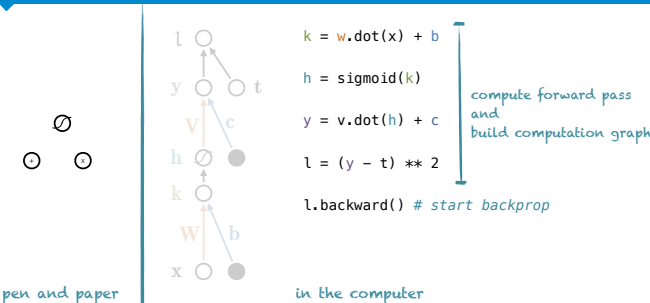 +
x
pen and paper
l
y
t
V
c
h
k
W
b
x
k = w.dot(x) + b
h = sigmoid(k)
y = v.dot(h) + c
l = (y – t) ** 2
l.backward() # start backprop
compute forward pass
and
build computation graph
in the computer